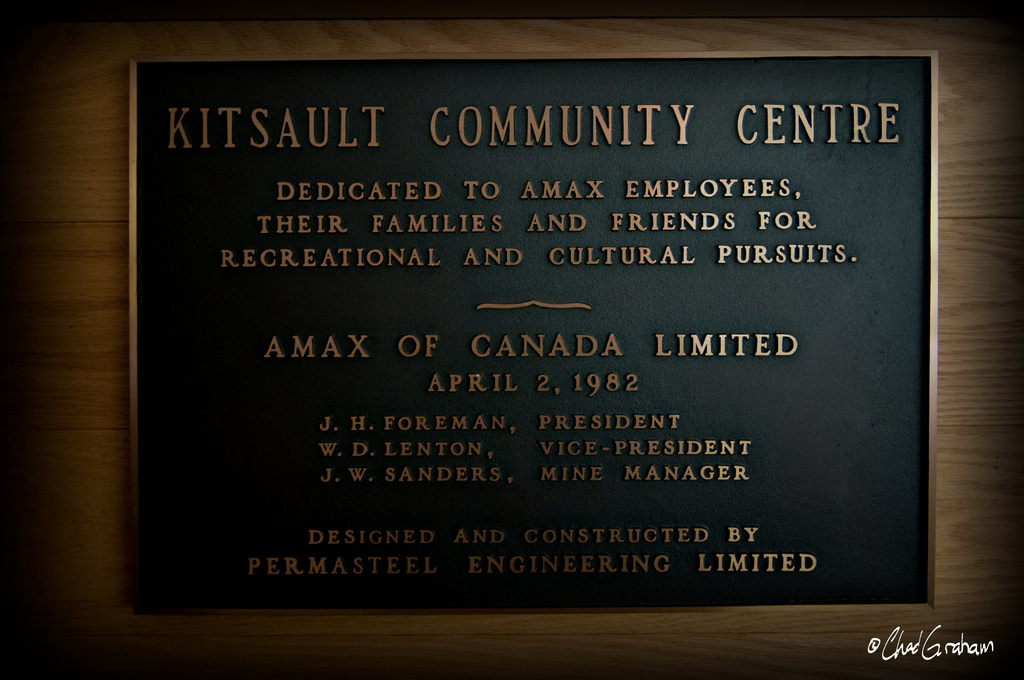 KITSAULT COMMUNITY CENTRE
DEDICATED TO AMAX EMPLOYEES,
THEIR FAMILIES AND FRIENDS FOR
RECREATIONAL AND CULTURAL PURSUITS.
AMAX OF CANADA LIMITED
APRIL 2, 1982
J. H. FOREMAN, PRESIDENT
W. D. LENTON, VICE-PRESIDENT
J. W. SANDERS, MINE MANAGER
DESIGNED AND CONSTRUCTED BY
PERMASTEEL ENGINEERING LIMITED
© Chad Graham